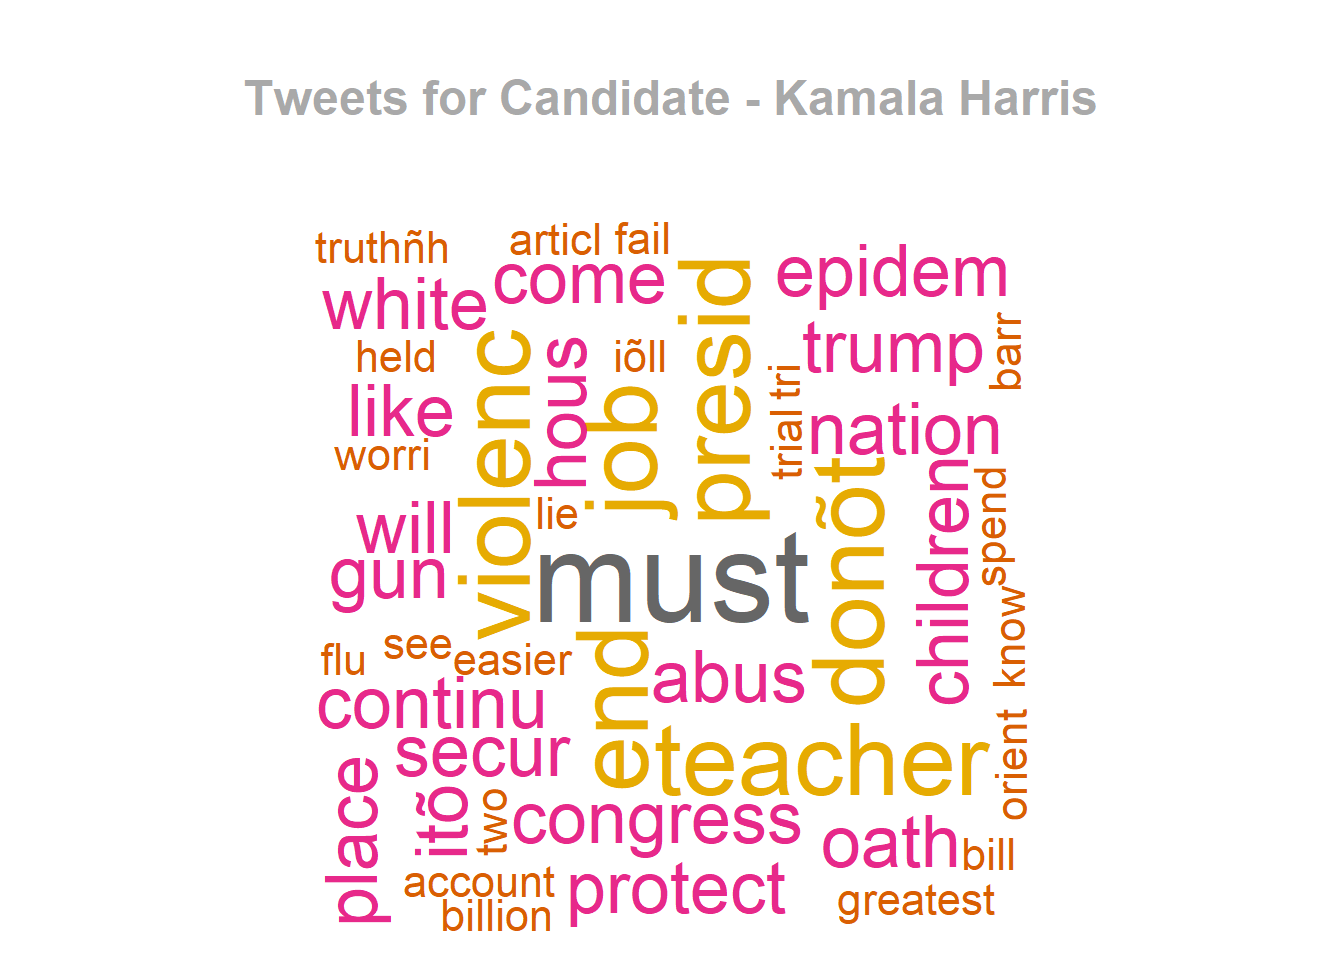 Tweets for Candidate - Kamala Harris
truthñh
articl
fail
come
epidem
white
presid
held
violenc
hous
iõll
job
trump
barr
tri
like
trial
nation
worri
will
lie
donõt
children
spend
gun
must
know
flu
see
easier
end
abus
continu
secur
teacher
orient
place
itõ
two
congress
oath
bill
account
protect
greatest
billion